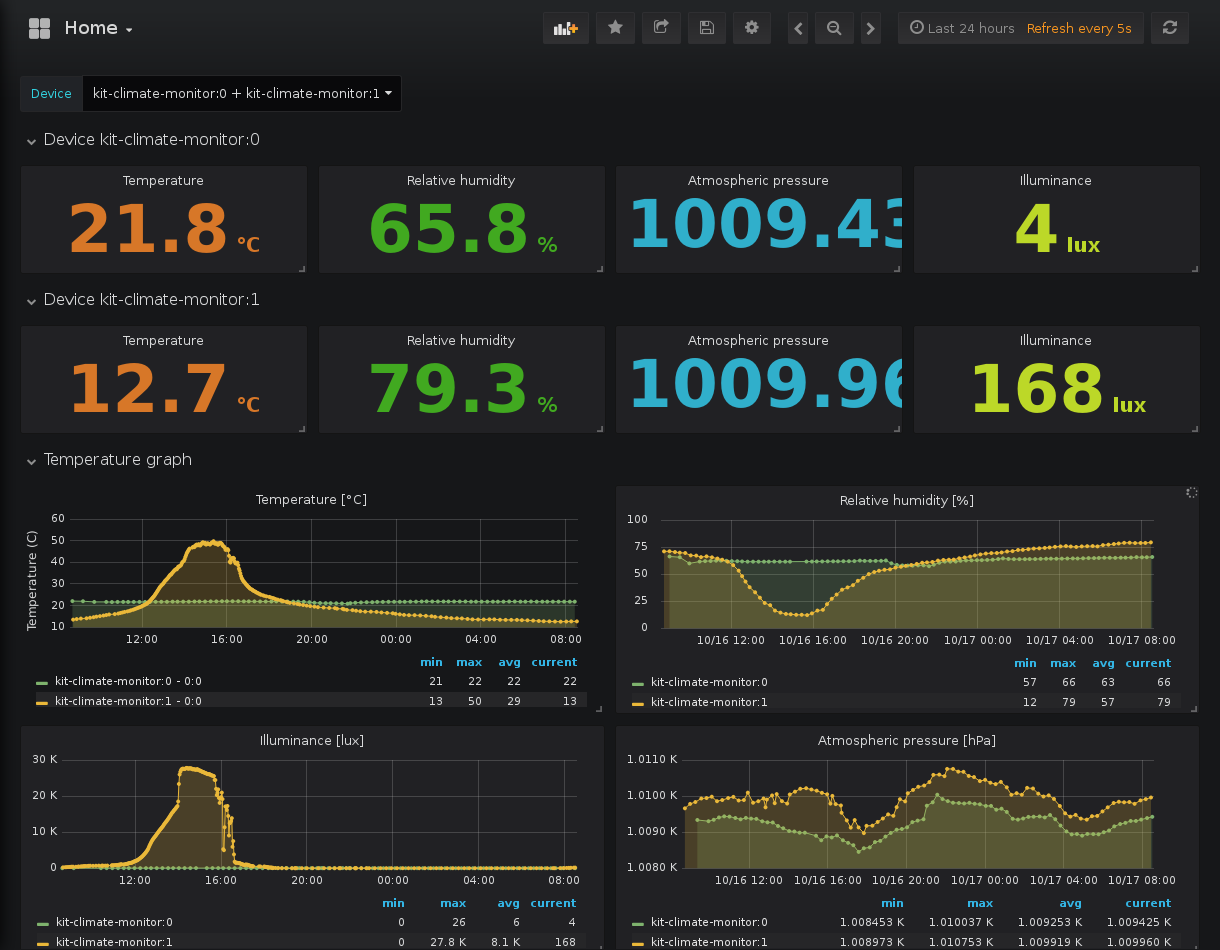 Home
Last 24 hours Refresh every 5s
Device kit-climate-monitor:0 + kit-climate-monitor:1
Device kit-climate-monitor:0
Temperature Relative humidity Atmospheric pressure Illuminance
21.8 °C 65.8 % 1009.43 4 lux
Device kit-climate-monitor:1
Temperature Relative humidity Atmospheric pressure Illuminance
12.7 °C 79.3 % 1009.96 168 lux
Temperature graph
Temperature [°C]
Temperature (C)
60
50
40
30
20
10
12:00 16:00 20:00 00:00 04:00 08:00
min max avg current
kit-climate-monitor:0 - 0:0 21 22 22 22
kit-climate-monitor:1 - 0:0 13 50 29 13
Relative humidity [%]
100
75
50
25
0
10/16 12:00 10/16 16:00 10/16 20:00 10/17 00:00 10/17 04:00 10/17 08:00
min max avg current
kit-climate-monitor:0 57 66 63 66
kit-climate-monitor:1 12 79 57 79
Illuminance [lux]
30 K
20 K
10 K
0
12:00 16:00 20:00 00:00 04:00 08:00
min max avg current
kit-climate-monitor:0 0 26 6 4
kit-climate-monitor:1 0 27.8 K 8.1 K 168
Atmospheric pressure [hPa]
1.0110 K
1.0100 K
1.0090 K
1.0080 K
10/16 12:00 10/16 16:00 10/16 20:00 10/17 00:00 10/17 04:00 10/17 08:00
min max avg current
kit-climate-monitor:0 1.008453 K 1.010037 K 1.009253 K 1.009425 K
kit-climate-monitor:1 1.008973 K 1.010753 K 1.009919 K 1.009960 K